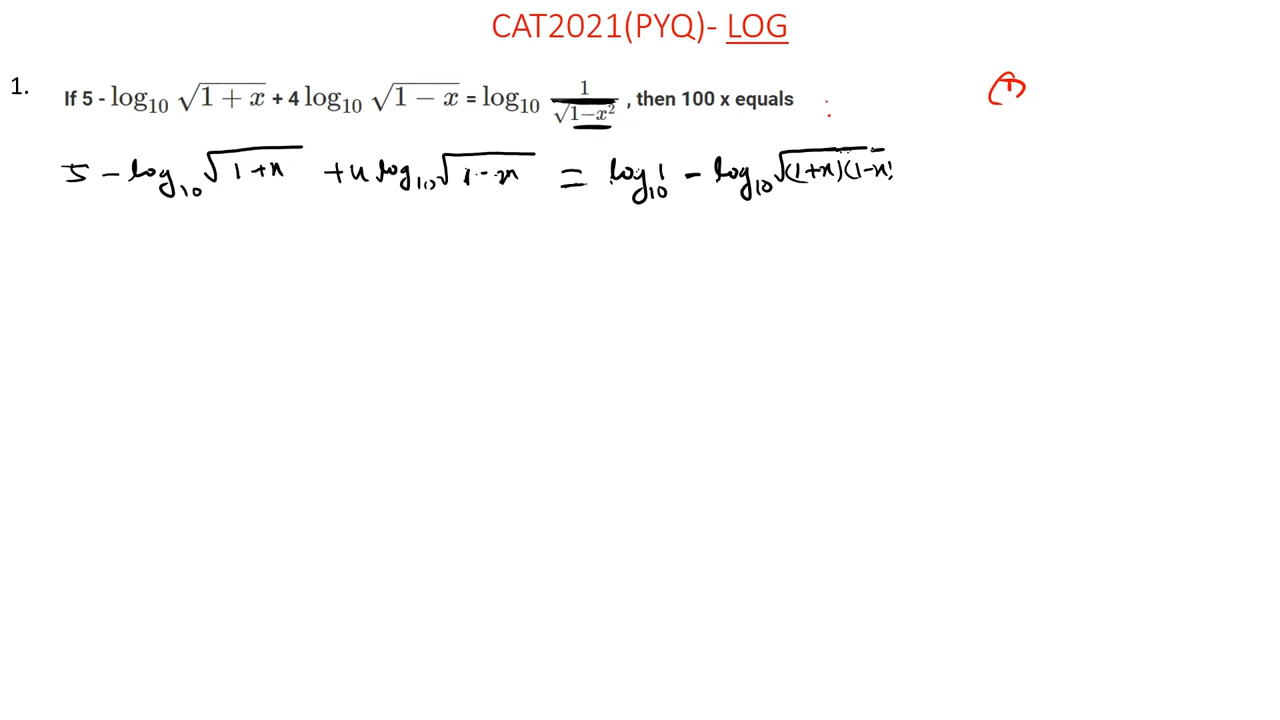 CAT2021(PYQ)- LOG
1. If 5 - log₁₀ √(1 + x) + 4 log₁₀ √(1 − x) = log₁₀ 1/√(1−x²) , then 100 x equals
5 - log₁₀ √(1+x) + 4 log₁₀ √(1-x) = log₁₀ 1 - log₁₀ √((1+x)(1-x)